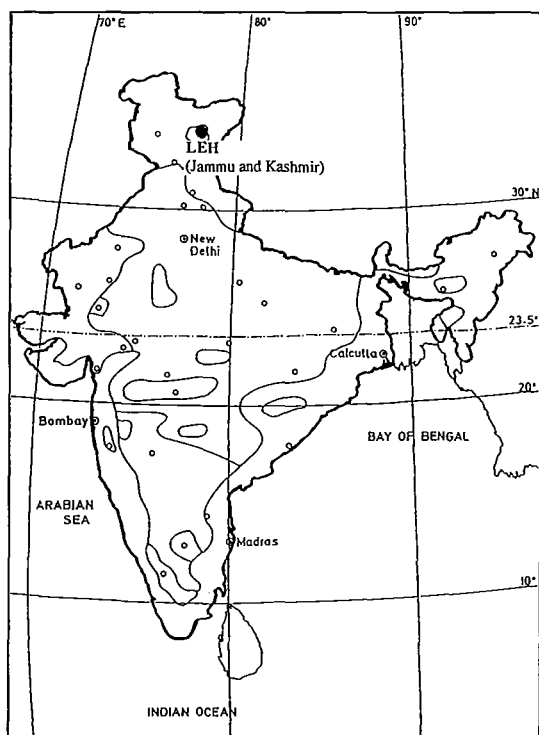 70°E
80°
90°
LEH
(Jammu and Kashmir)
30°N
New
Delhi
23.5°
Calcutta
20°
Bombay
BAY OF BENGAL
ARABIAN
SEA
Madras
10°
INDIAN OCEAN